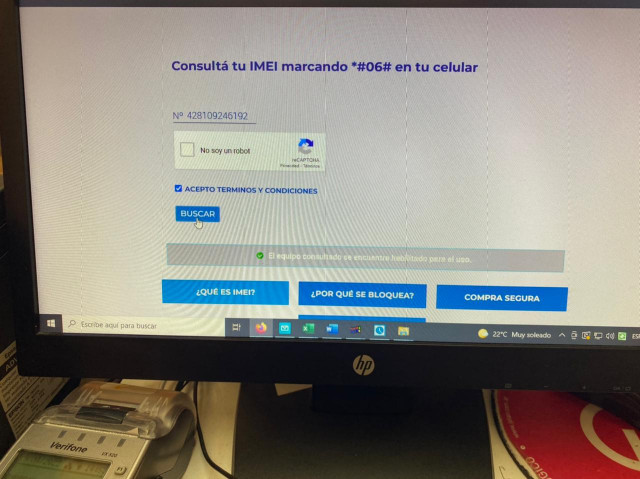 Consultá tu IMEI marcando *#06# en tu celular
Nº 428109246192
No soy un robot
reCAPTCHA
Privacidad - Términos
ACEPTO TERMINOS Y CONDICIONES
BUSCAR
El equipo consultado se encuentra habilitado para el uso.
¿QUÉ ES IMEI?
¿POR QUÉ SE BLOQUEA?
COMPRA SEGURA
Escribe aquí para buscar
22°C Muy soleado
ESP
hp
Verifone